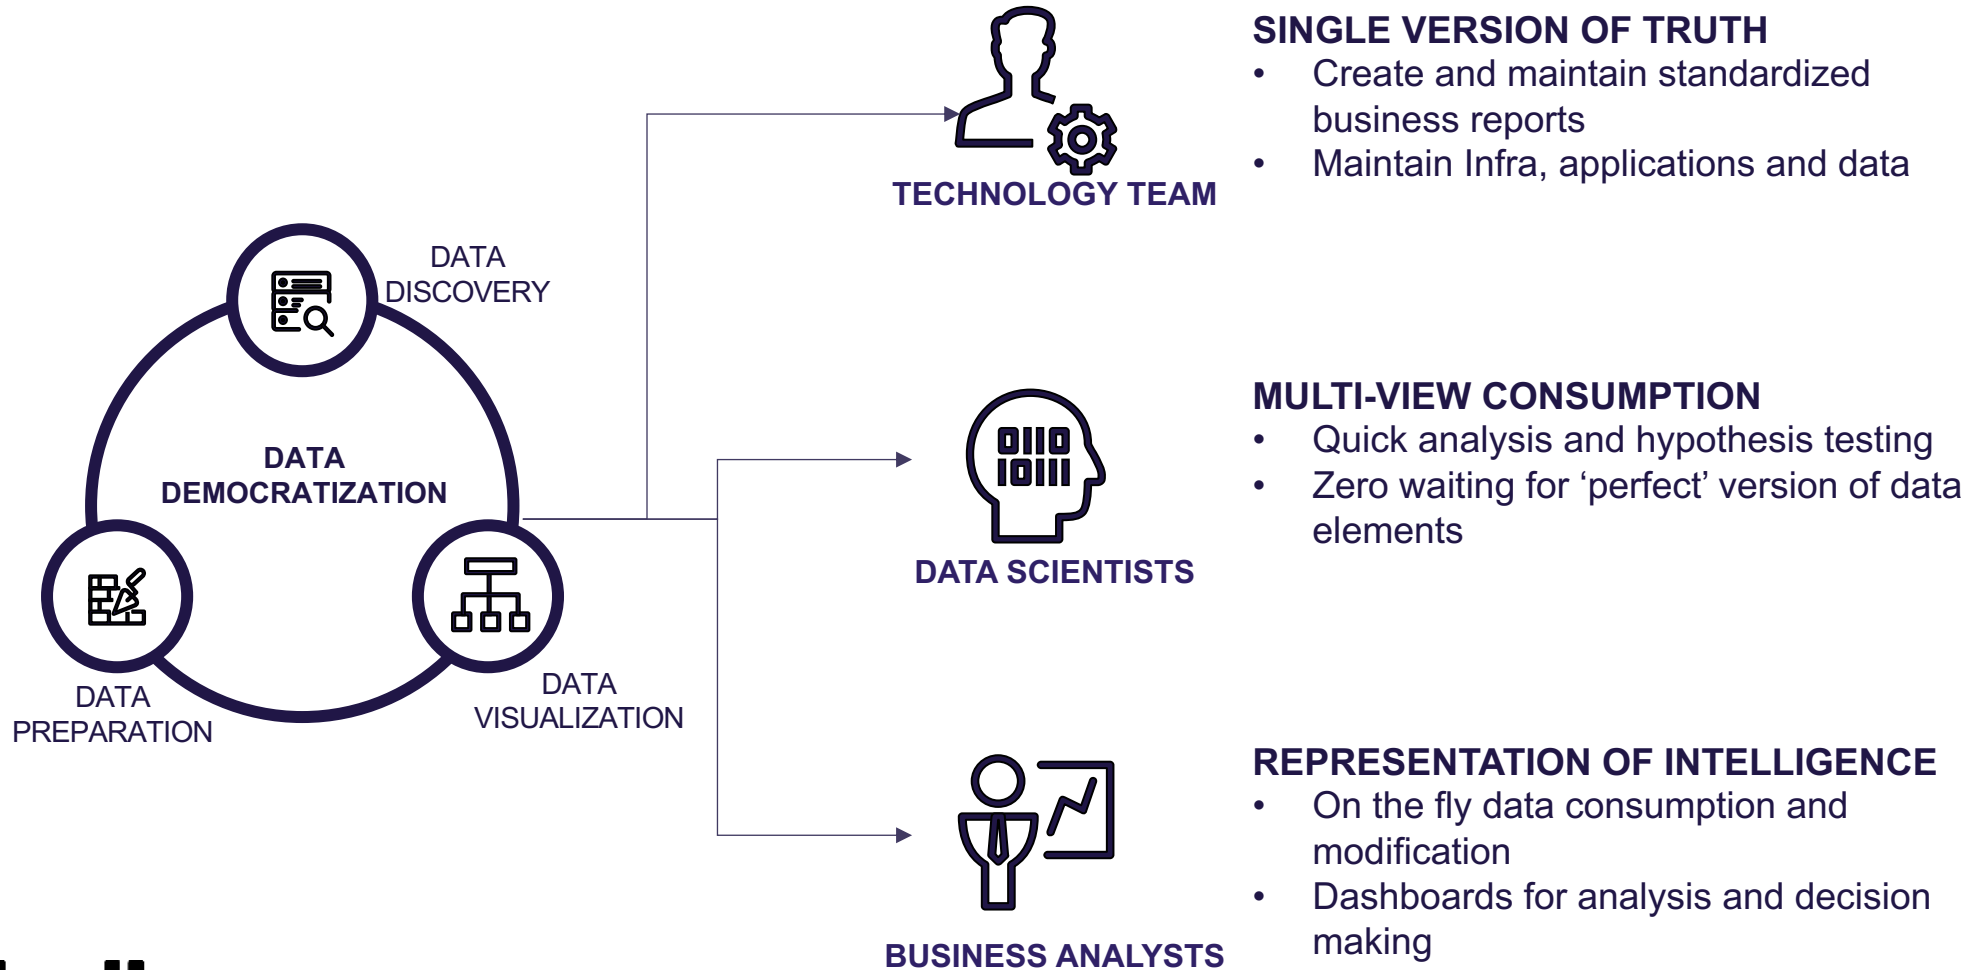 SINGLE VERSION OF TRUTH
• Create and maintain standardized
business reports
• Maintain Infra, applications and data
TECHNOLOGY TEAM
DATA
DISCOVERY
DATA
DEMOCRATIZATION
DATA
PREPARATION
DATA
VISUALIZATION
MULTI-VIEW CONSUMPTION
• Quick analysis and hypothesis testing
• Zero waiting for ‘perfect’ version of data
elements
DATA SCIENTISTS
REPRESENTATION OF INTELLIGENCE
• On the fly data consumption and
modification
• Dashboards for analysis and decision
making
BUSINESS ANALYSTS